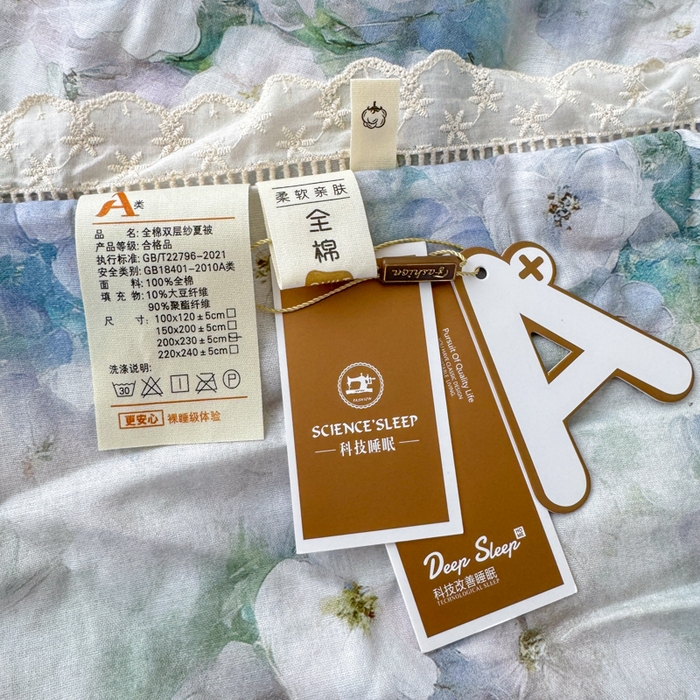 A类
品 名: 全棉双层纱夏被
产品等级: 合格品
执行标准: GB/T22796-2021
安全类别: GB18401-2010A类
面 料: 100%全棉
填 充 物: 10%大豆纤维
90%聚酯纤维
尺 寸: 100x120±5cm
150x200±5cm
200x230±5cm
220x240±5cm
洗涤说明:
30
P
更安心 裸睡级体验
柔软亲肤
全棉
Fashion
FASHION
SCIENCE'SLEEP
科技睡眠
Pursuit Of Quality Life
Deep Sleep
科技改善睡眠
TECHNOLOGICAL SLEEP
A